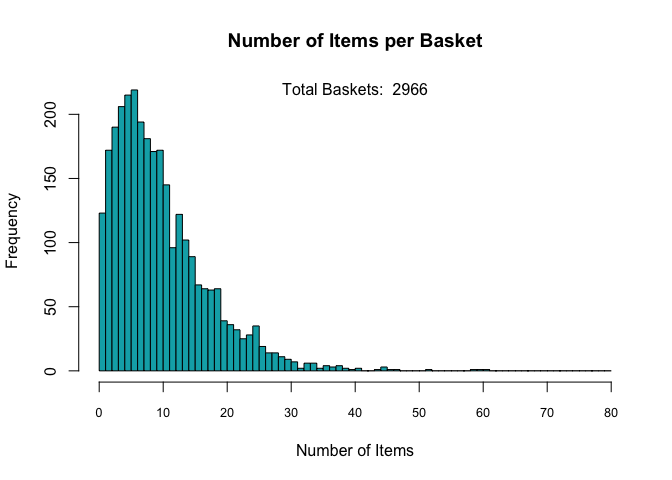 Number of Items per Basket
Total Baskets:  2966
Frequency
200
150
100
50
0
0 10 20 30 40 50 60 70 80
Number of Items